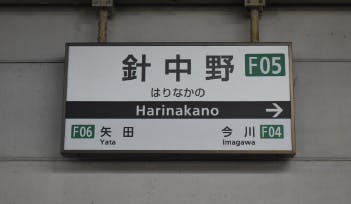 針中野 F05
はりなかの
Harinakano →
F06 矢田 今川 F04
Yata Imagawa